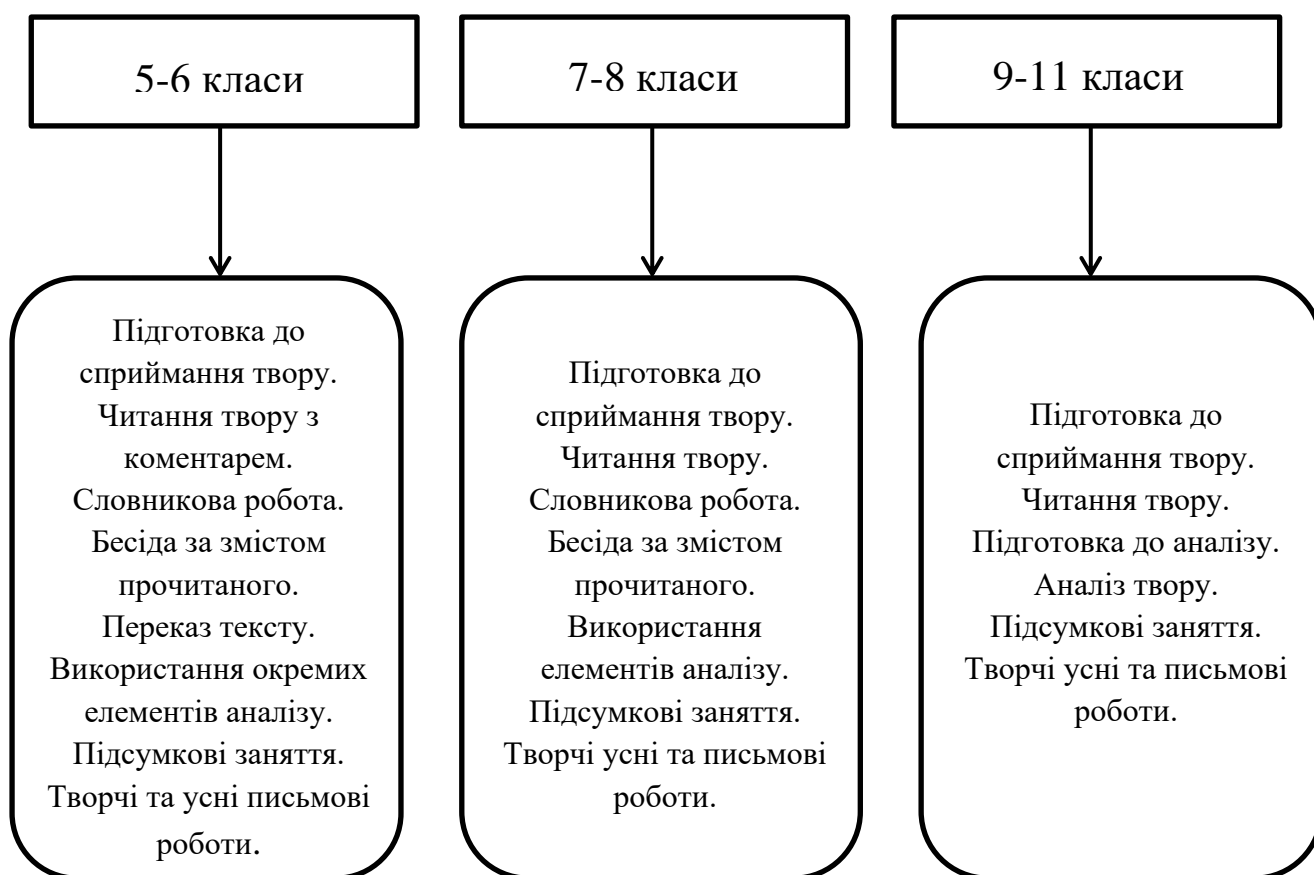 5-6 класи
Підготовка до
сприймання твору.
Читання твору з
коментарем.
Словникова робота.
Бесіда за змістом
прочитаного.
Переказ тексту.
Використання окремих
елементів аналізу.
Підсумкові заняття.
Творчі та усні письмові
роботи.
7-8 класи
Підготовка до
сприймання твору.
Читання твору.
Словникова робота.
Бесіда за змістом
прочитаного.
Використання
елементів аналізу.
Підсумкові заняття.
Творчі усні та письмові
роботи.
9-11 класи
Підготовка до
сприймання твору.
Читання твору.
Підготовка до аналізу.
Аналіз твору.
Підсумкові заняття.
Творчі усні та письмові
роботи.